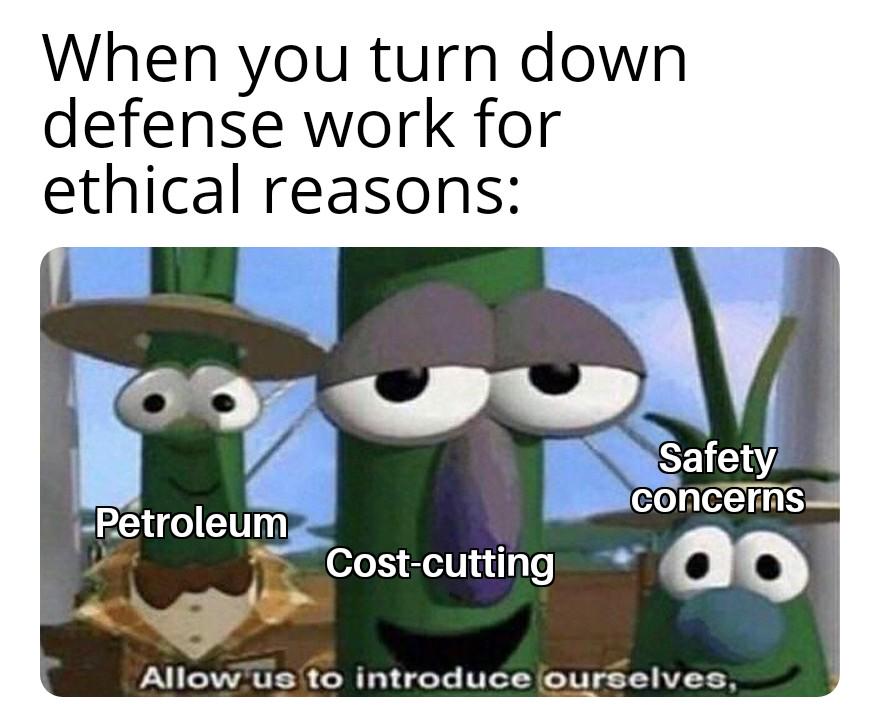 When you turn down
defense work for
ethical reasons:
Safety
concerns
Petroleum
Cost-cutting
Allow us to introduce ourselves,